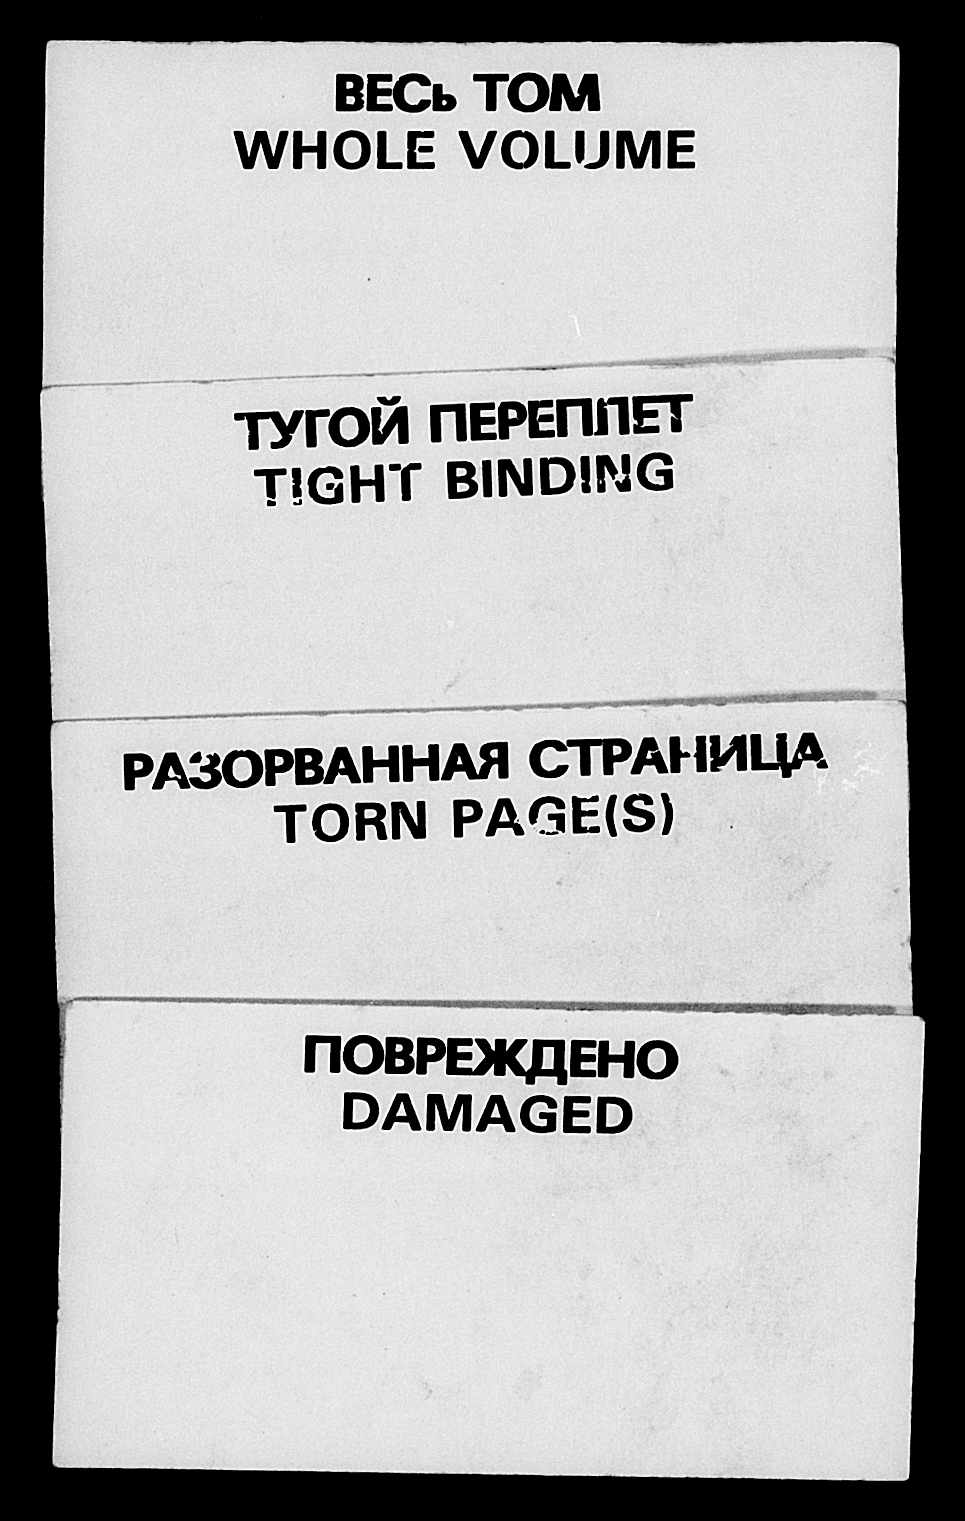 ВЕСЬ ТОМ
WHOLE VOLUME
ТУГОЙ ПЕРЕПЛЕТ
TIGHT BINDING
РАЗОРВАННАЯ СТРАНИЦА
TORN PAGE(S)
ПОВРЕЖДЕНО
DAMAGED